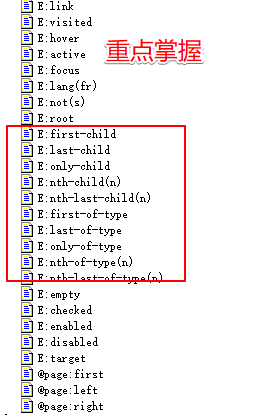 E:link
E:visited
E:hover
重点掌握
E:active
E:focus
E:lang(fr)
E:not(s)
E:root
E:first-child
E:last-child
E:only-child
E:nth-child(n)
E:nth-last-child(n)
E:first-of-type
E:last-of-type
E:only-of-type
E:nth-of-type(n)
E:nth-last-of-type(n)
E:empty
E:checked
E:enabled
E:disabled
E:target
@page:first
@page:left
@page:right